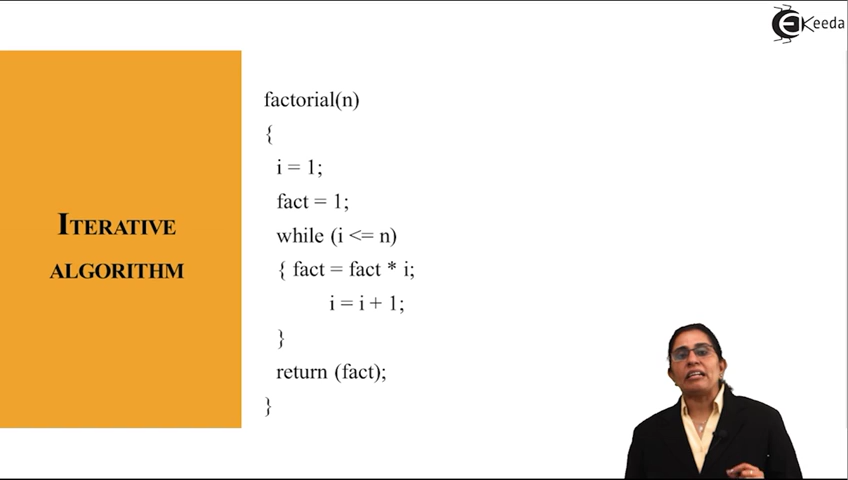 Ekeeda
ITERATIVE
ALGORITHM
factorial(n)
{
i = 1;
fact = 1;
while (i <= n)
{ fact = fact * i;
i = i + 1;
}
return (fact);
}